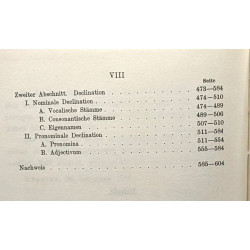 VIII
Seite
Zweiter Abschnitt. Declination 473—584
I. Nominale Declination 474—510
A. Vocalische Stämme 474—489
B. Consonantische Stämme 489—506
C. Eigennamen 507—510
II. Pronominale Declination 511—584
A. Pronomina 511—554
B. Adjectivum 555—584
Nachweis 585—604